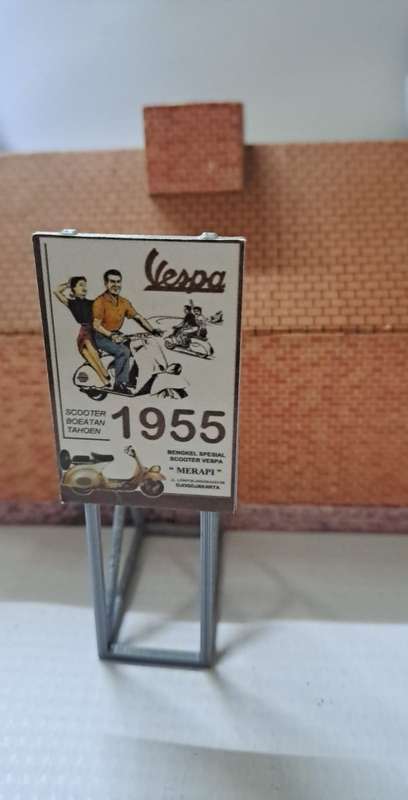 Vespa
SCOOTER
BOEATAN
TAHOEN
1955
BENGKEL SPESIAL
SCOOTER VESPA
" MERAPI "
DJOGDJAKARTA